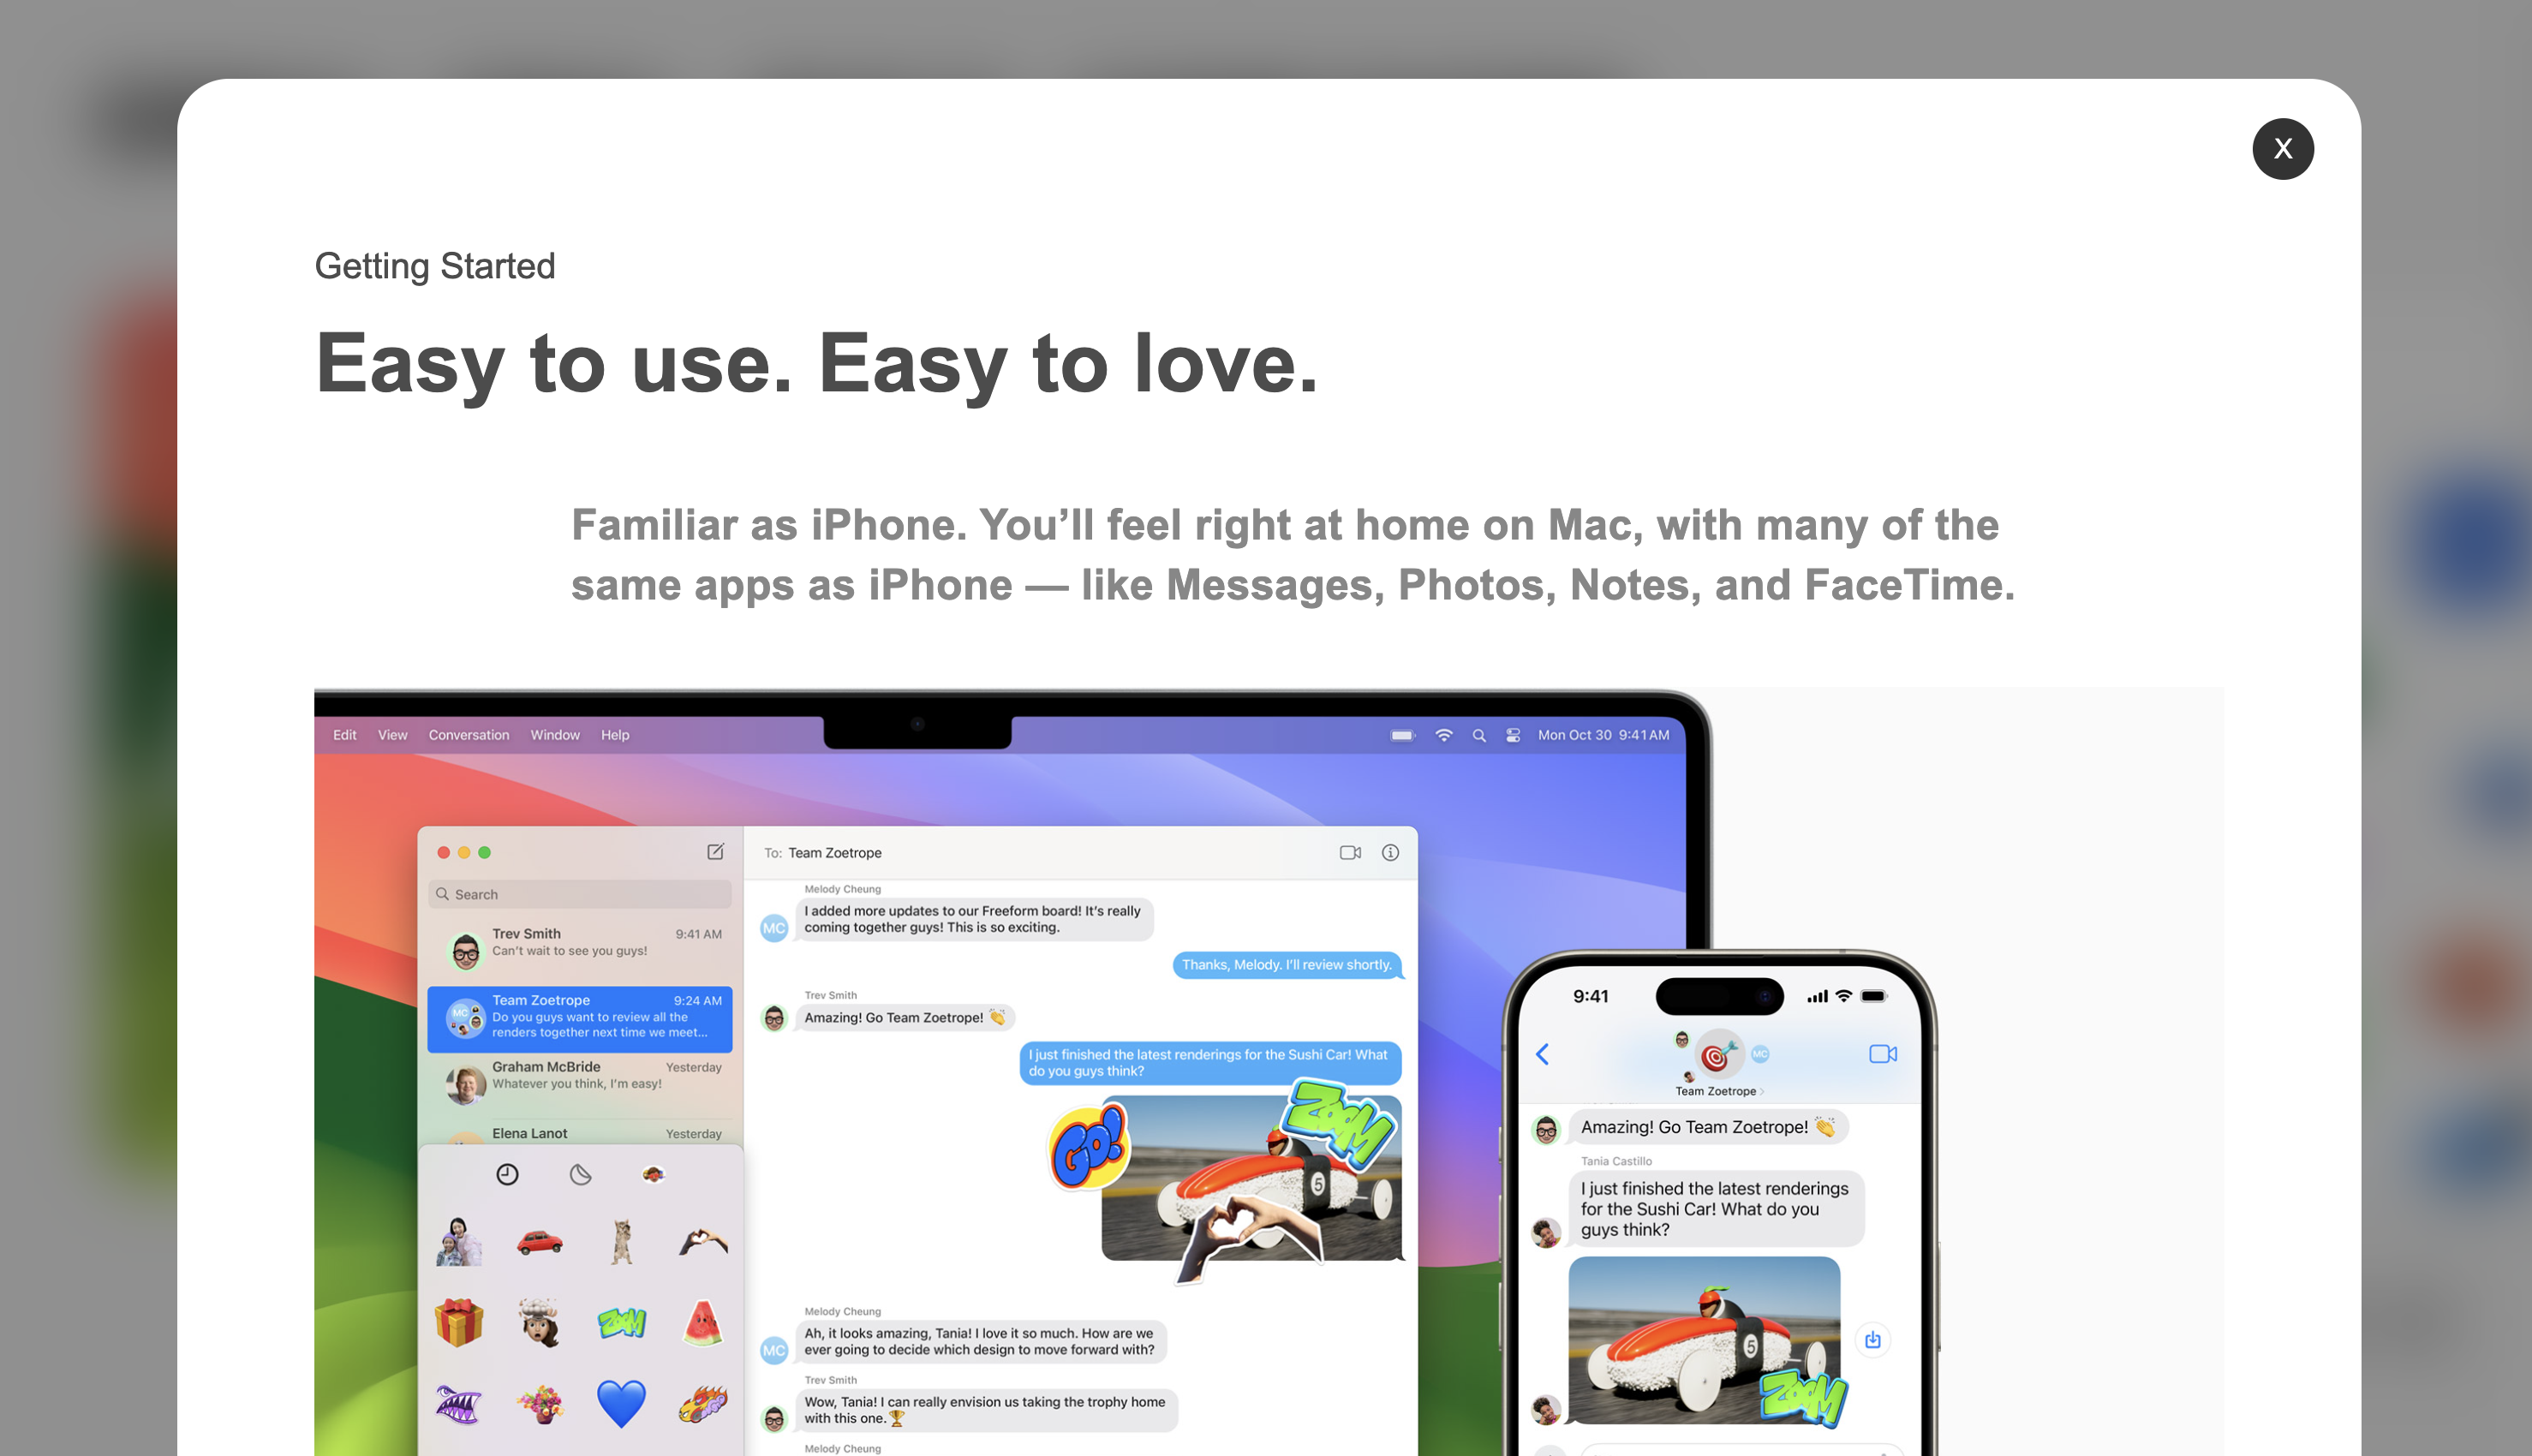 X
Getting Started
Easy to use. Easy to love.
Familiar as iPhone. You’ll feel right at home on Mac, with many of the
same apps as iPhone — like Messages, Photos, Notes, and FaceTime.
Edit View Conversation Window Help
Mon Oct 30 9:41 AM
Search
Trev Smith 9:41 AM
Can’t wait to see you guys!
Team Zoetrope 9:24 AM
Do you guys want to review all the
renders together next time we meet...
Graham McBride Yesterday
Whatever you think, I’m easy!
Elena Lanot Yesterday
MC
ZOOM
To: Team Zoetrope
Melody Cheung
MC
I added more updates to our Freeform board! It’s really
coming together guys! This is so exciting.
Thanks, Melody. I’ll review shortly.
Trev Smith
Amazing! Go Team Zoetrope! 👏
I just finished the latest renderings for the Sushi Car! What
do you guys think?
GO!
ZOOM
5
Melody Cheung
MC
Ah, it looks amazing, Tania! I love it so much. How are we
ever going to decide which design to move forward with?
Trev Smith
Wow, Tania! I can really envision us taking the trophy home
with this one.🏆
Melody Cheung
9:41
MC
Team Zoetrope
Amazing! Go Team Zoetrope! 👏
Tania Castillo
I just finished the latest renderings
for the Sushi Car! What do you
guys think?
5
ZOOM